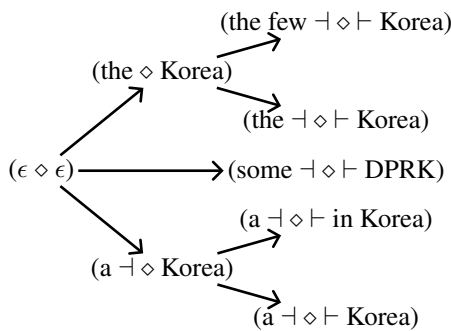 (the few ⊣ ⋄ ⊢ Korea)
(the ⋄ Korea)
(the ⊣ ⋄ ⊢ Korea)
(ϵ ⋄ ϵ)
(some ⊣ ⋄ ⊢ DPRK)
(a ⊣ ⋄ ⊢ in Korea)
(a ⊣ ⋄ Korea)
(a ⊣ ⋄ ⊢ Korea)